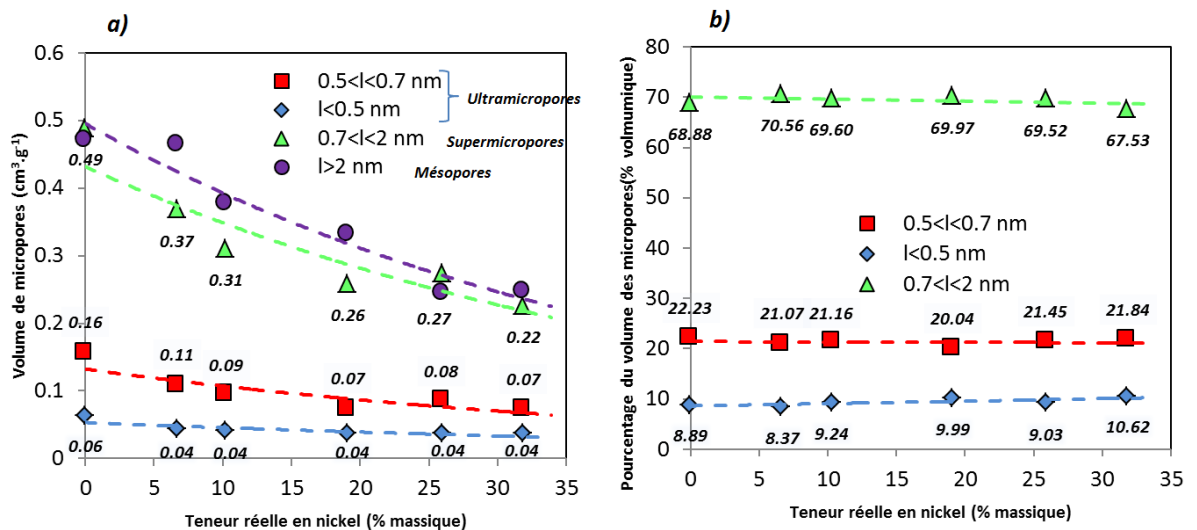 a)
Volume de micropores (cm³·g⁻¹)
0.6
0.5
0.4
0.3
0.2
0.1
0
0.5<l<0.7 nm
l<0.5 nm
Ultramicropores
0.7<l<2 nm
Supermicropores
l>2 nm
Mésopores
0.49
0.37
0.31
0.26
0.27
0.22
0.16
0.11
0.09
0.07
0.08
0.07
0.06
0.04
0.04
0.04
0.04
0.04
0 5 10 15 20 25 30 35
Teneur réelle en nickel (% massique)
b)
Pourcentage du volume des micropores(% volmumique)
80
70
60
50
40
30
20
10
0
68.88
70.56
69.60
69.97
69.52
67.53
0.5<l<0.7 nm
l<0.5 nm
0.7<l<2 nm
22.23
21.07
21.16
20.04
21.45
21.84
8.89
8.37
9.24
9.99
9.03
10.62
0 5 10 15 20 25 30 35
Teneur réelle en nickel (% massique)